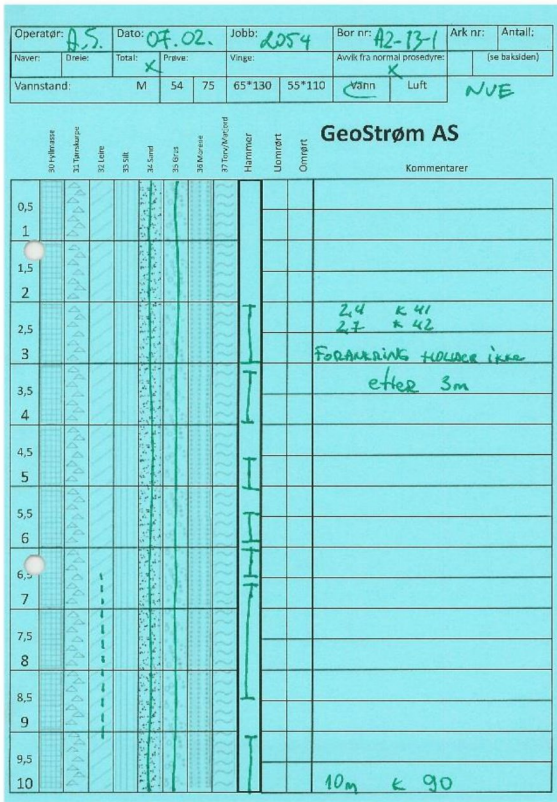 Operatør: A.S. Dato: 07.02. Jobb: 2054 Bor nr: A2-13-1 Ark nr: Antall:
Naver: Dreie: Total: X Prøve: Vinge: Avvik fra normal prosedyre: X (se baksiden)
Vannstand: M 54 75 65*130 55*110 Vann Luft NVE
30 Fyllmasse 31 Tørrskorpe 32 Leire 33 Silt 34 Sand 35 Grus 36 Morene 37 Torv/Matjord Hammer Uomrørt Omrørt
GeoStrøm AS
Kommentarer
0,5
1
1,5
2
2,4 K 41
2,5 2,7 K 42
3 FORANKRING HOLDER ikke
3,5 etter 3m
4
4,5
5
5,5
6
6,5
7
7,5
8
8,5
9
9,5
10 10m K 90